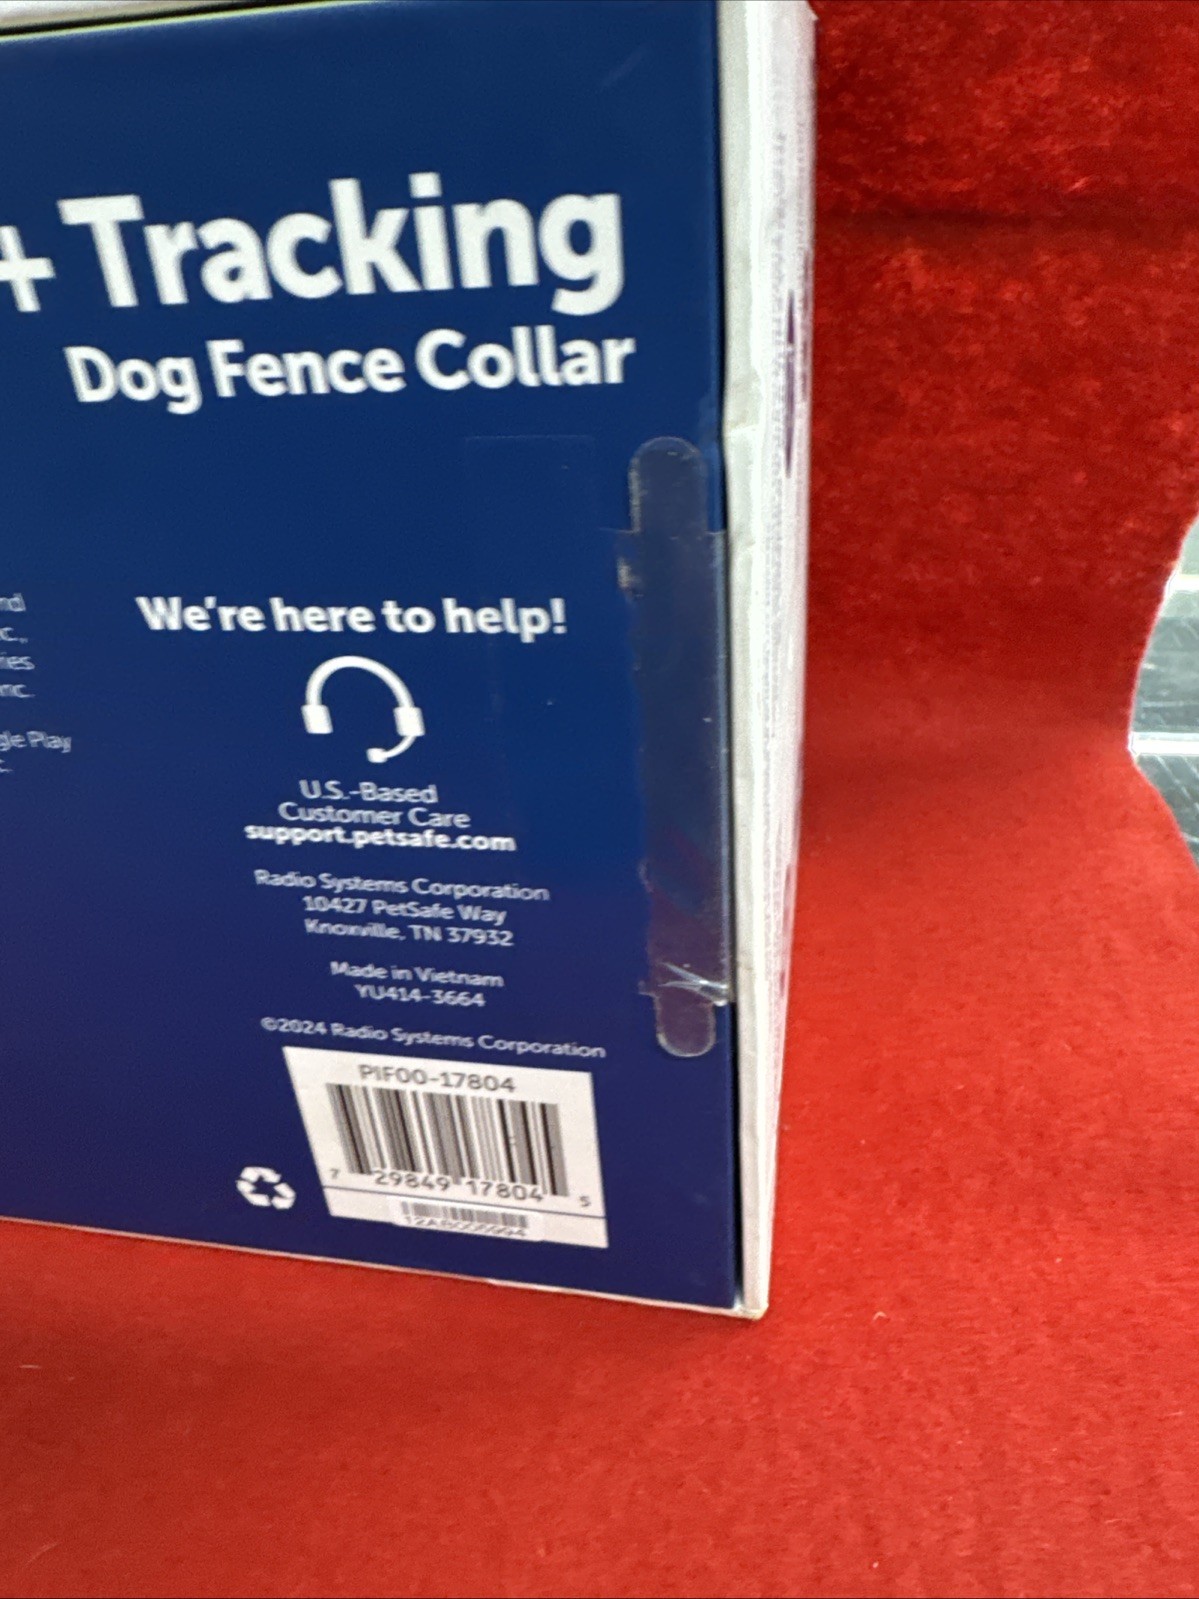 + Tracking
Dog Fence Collar
We're here to help!
gle Play
U.S.-Based
Customer Care
support.petsafe.com
Radio Systems Corporation
10427 PetSafe Way
Knoxville, TN 37932
Made in Vietnam
YU414-3664
©2024 Radio Systems Corporation
PIF00-17804
7 29849 17804 5